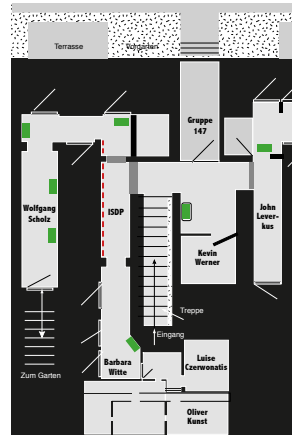 Terrasse
Vorgarten
Gruppe
147
Wolfgang
Scholz
ISDP
John
Lever-
kus
Kevin
Werner
Treppe
Eingang
Zum Garten
Barbara
Witte
Luise
Czerwonatis
Oliver
Kunst